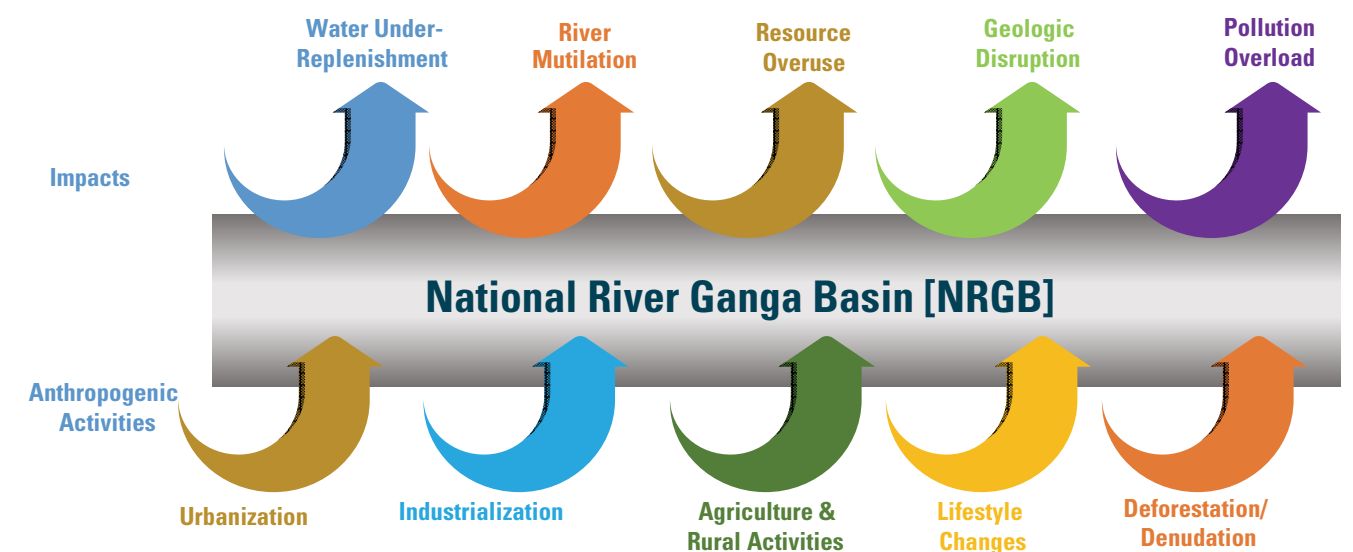 Water Under-
Replenishment
River
Mutilation
Resource
Overuse
Geologic
Disruption
Pollution
Overload
Impacts
National River Ganga Basin [NRGB]
Anthropogenic
Activities
Urbanization
Industrialization
Agriculture &
Rural Activities
Lifestyle
Changes
Deforestation/
Denudation